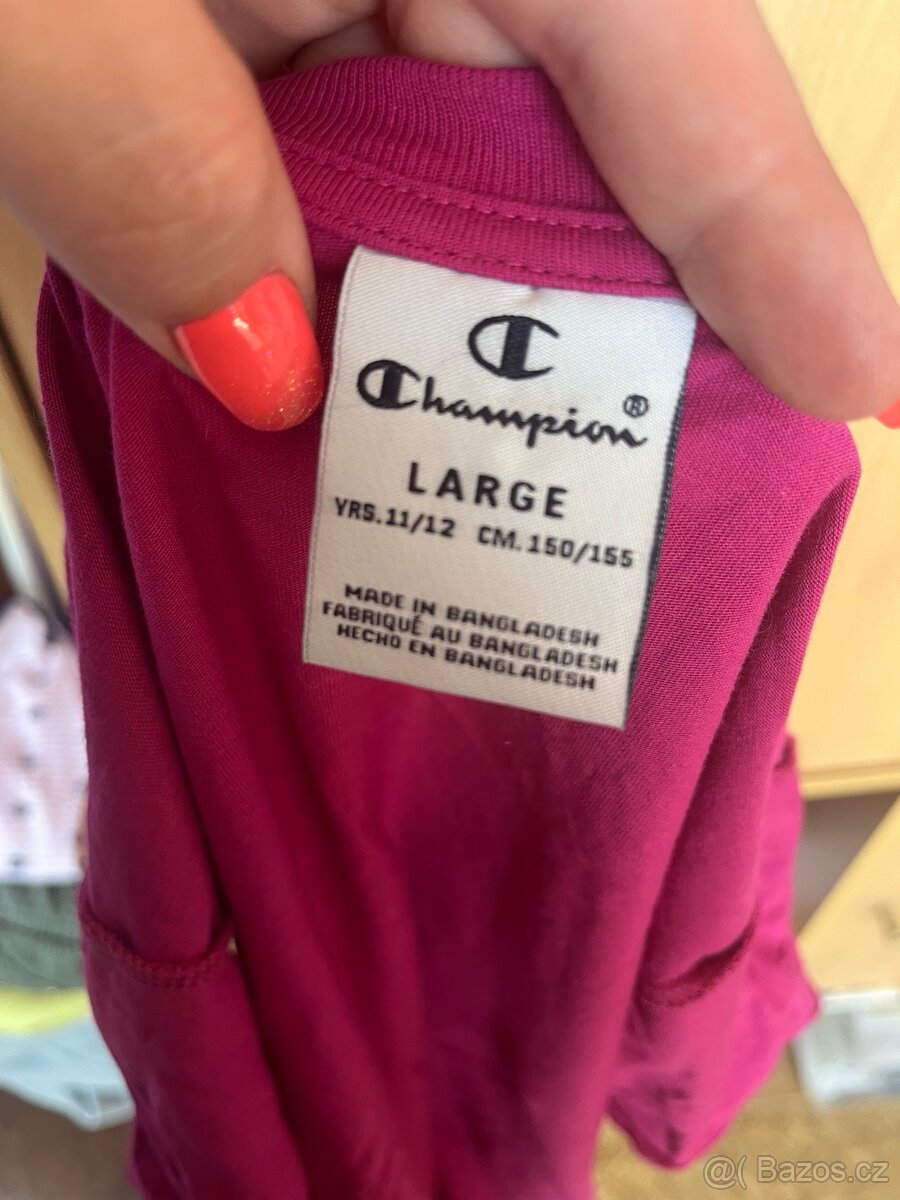 Champion®
LARGE
YRS. 11/12 CM. 150/155
MADE IN BANGLADESH
FABRIQUÉ AU BANGLADESH
HECHO EN BANGLADESH
@( Bazos.cz